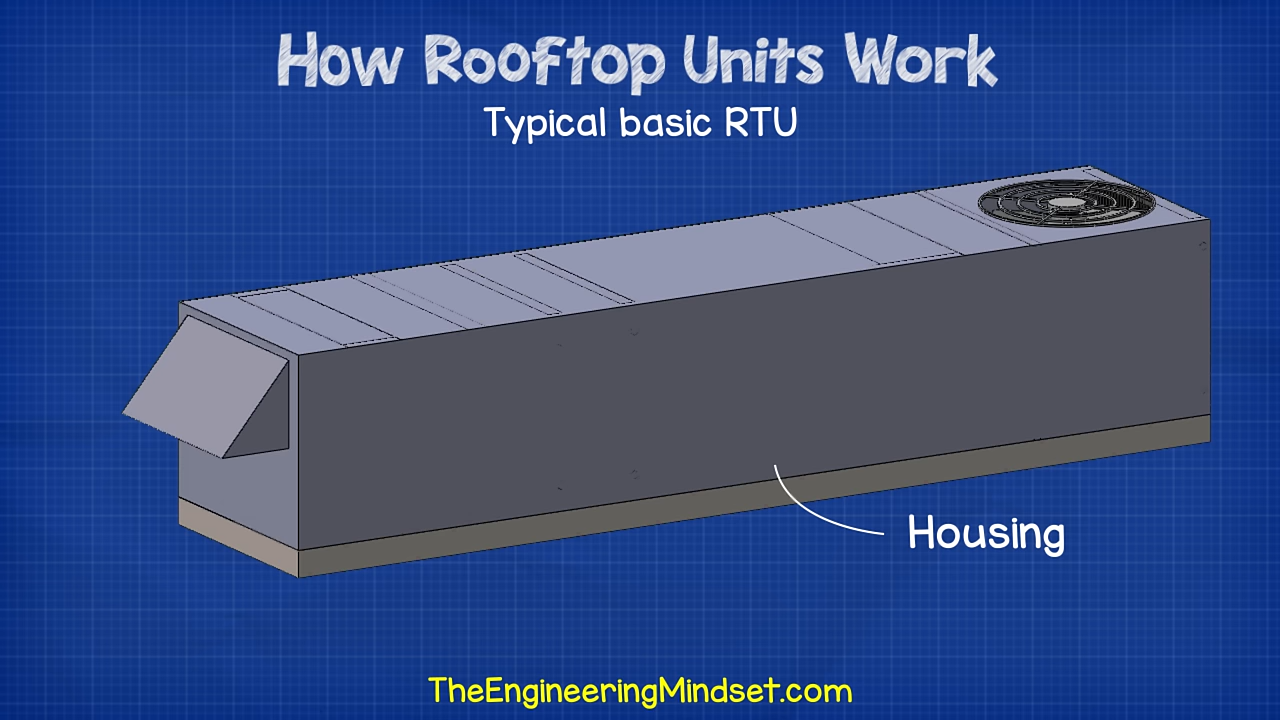 How Rooftop Units Work
Typical basic RTU
Housing
TheEngineeringMindset.com